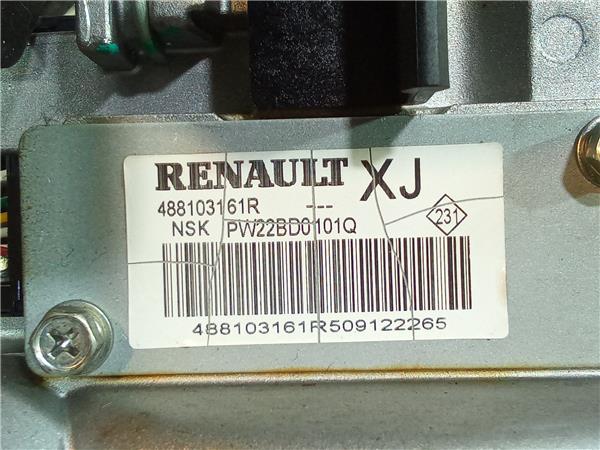 RENAULT XJ
488103161R ---
NSK PW22BD0101Q 231
488103161R509122265